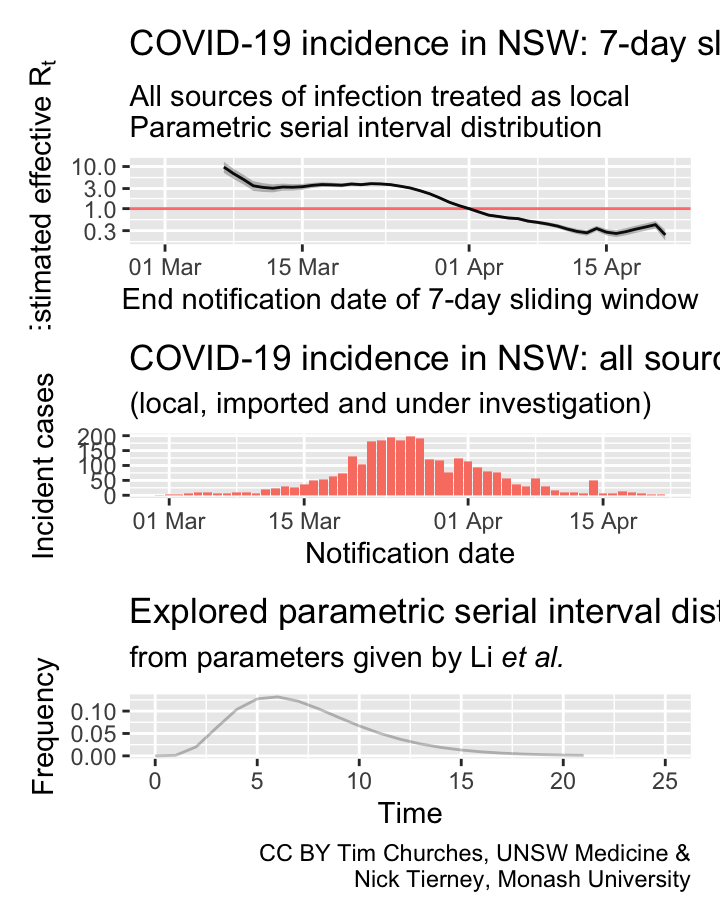 COVID-19 incidence in NSW: 7-day sl
All sources of infection treated as local
Parametric serial interval distribution
stimated effective Rt
10.0
3.0
1.0
0.3
01 Mar 15 Mar 01 Apr 15 Apr
End notification date of 7-day sliding window
COVID-19 incidence in NSW: all sourc
(local, imported and under investigation)
Incident cases
200
150
100
50
0
01 Mar 15 Mar 01 Apr 15 Apr
Notification date
Explored parametric serial interval dist
from parameters given by Li et al.
Frequency
0.10
0.05
0.00
0 5 10 15 20 25
Time
CC BY Tim Churches, UNSW Medicine &
Nick Tierney, Monash University